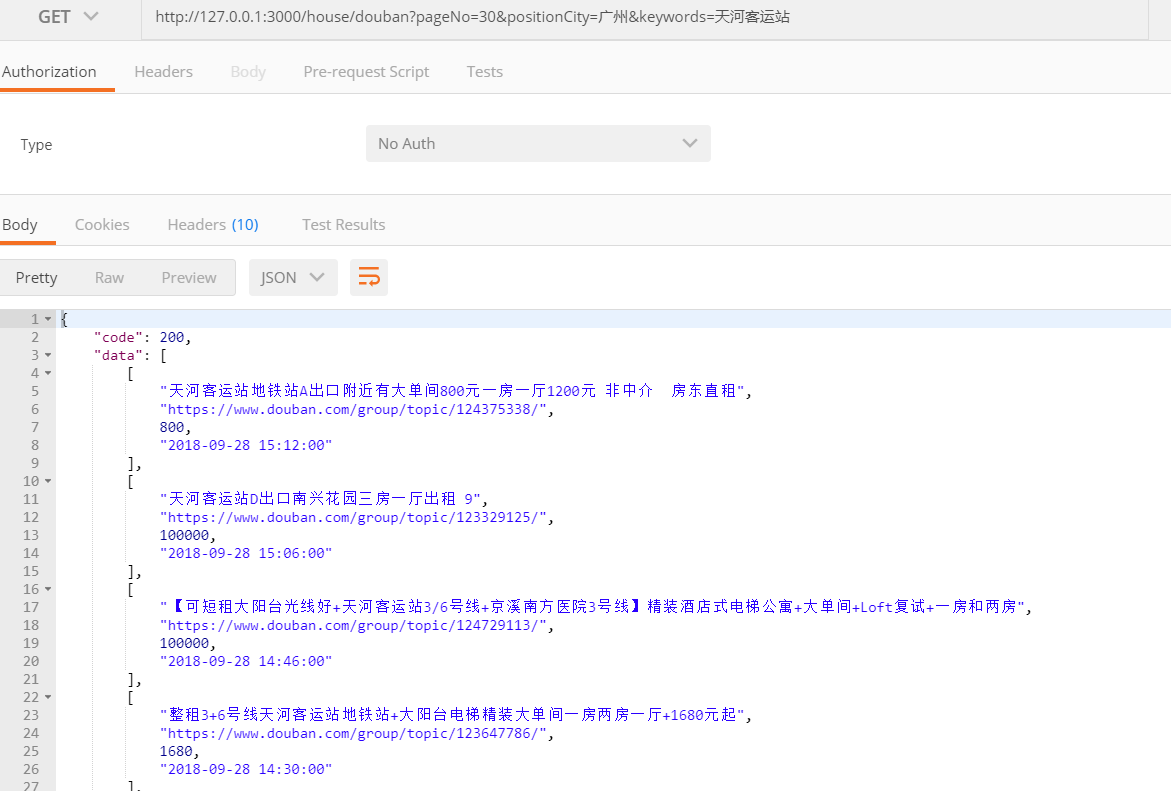 GET http://127.0.0.1:3000/house/douban?pageNo=30&positionCity=广州&keywords=天河客运站
Authorization Headers Body Pre-request Script Tests
Type No Auth
Body Cookies Headers (10) Test Results
Pretty Raw Preview JSON
1 {
2 "code": 200,
3 "data": [
4 [
5 "天河客运站地铁站A出口附近有大单间800元一房一厅1200元 非中介  房东直租",
6 "https://www.douban.com/group/topic/124375338/",
7 800,
8 "2018-09-28 15:12:00"
9 ],
10 [
11 "天河客运站D出口南兴花园三房一厅出租 9",
12 "https://www.douban.com/group/topic/123329125/",
13 100000,
14 "2018-09-28 15:06:00"
15 ],
16 [
17 "【可短租大阳台光线好+天河客运站3/6号线+京溪南方医院3号线】精装酒店式电梯公寓+大单间+Loft复试+一房和两房",
18 "https://www.douban.com/group/topic/124729113/",
19 100000,
20 "2018-09-28 14:46:00"
21 ],
22 [
23 "整租3+6号线天河客运站地铁站+大阳台电梯精装大单间一房两房一厅+1680元起",
24 "https://www.douban.com/group/topic/123647786/",
25 1680,
26 "2018-09-28 14:30:00"
27 ],